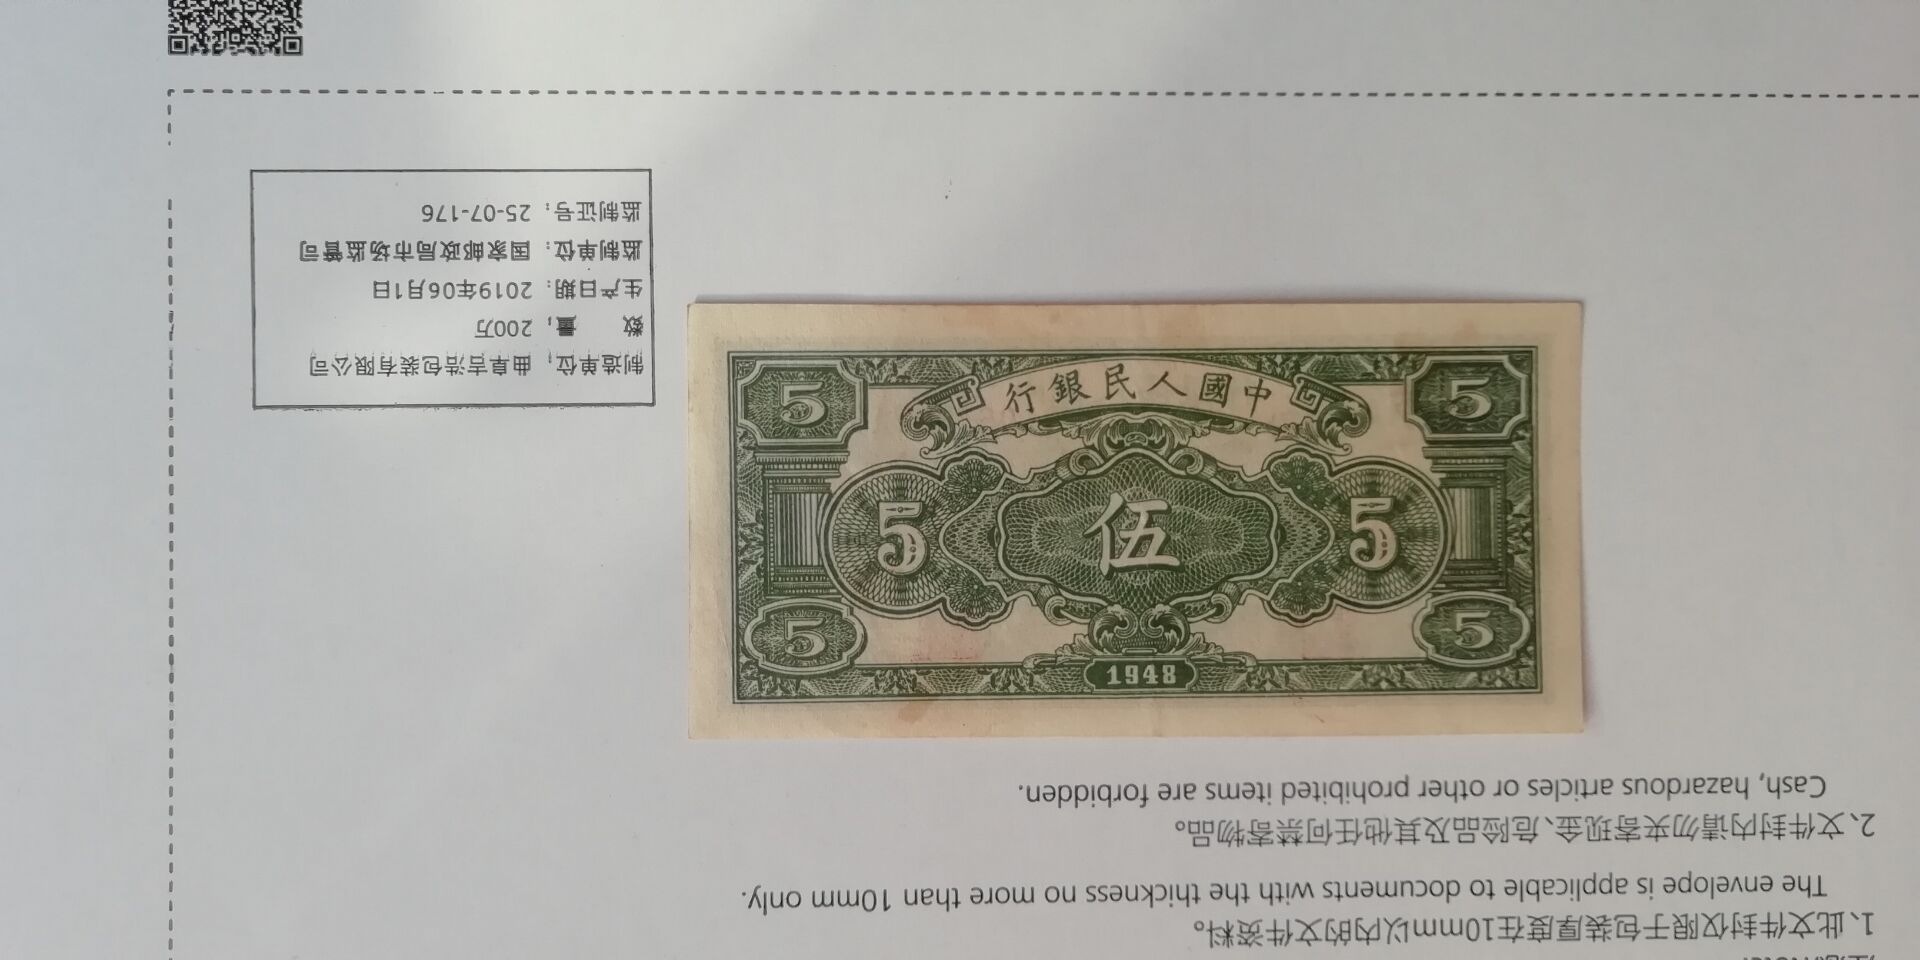 中國人民銀行
5
5
5
伍
5
5
5
1948
制造单位：曲阜吉浩包装有限公司
数 量：200万
生产日期：2019年06月1日
监制单位：国家邮政局市场监管司
监制证号：25-07-176
1、此文件封仅限于包装厚度在10mm以内的文件资料。
The envelope is applicable to documents with the thickness no more than 10mm only.
2、文件封内请勿夹寄现金、危险品及其他任何禁寄物品。
Cash, hazardous articles or other prohibited items are forbidden.